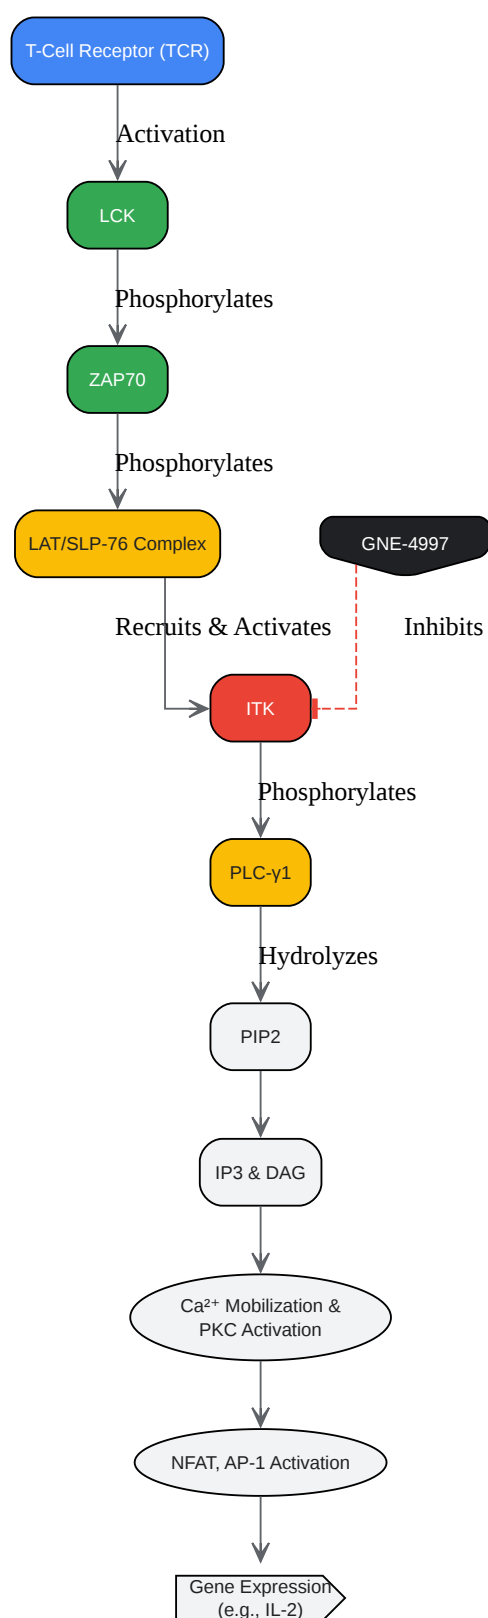 T-Cell Receptor (TCR)
Activation
LCK
Phosphorylates
ZAP70
Phosphorylates
LAT/SLP-76 Complex
GNE-4997
Recruits & Activates
Inhibits
ITK
Phosphorylates
PLC-γ1
Hydrolyzes
PIP2
IP3 & DAG
Ca²⁺ Mobilization &
PKC Activation
NFAT, AP-1 Activation
Gene Expression
(e.g., IL-2)